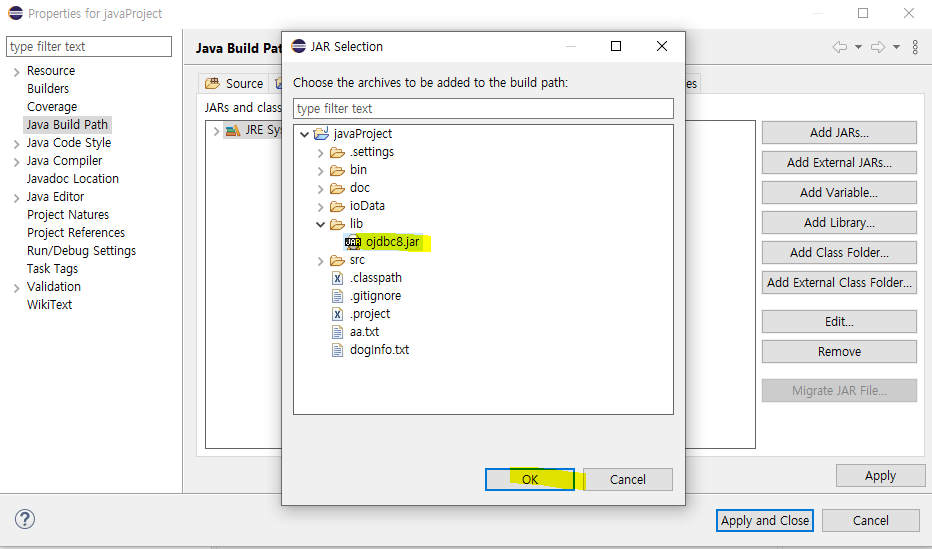 Properties for javaProject
type filter text
Resource
Builders
Coverage
Java Build Path
Java Code Style
Java Compiler
Javadoc Location
Java Editor
Project Natures
Project References
Run/Debug Settings
Task Tags
Validation
WikiText
Java Build Pat
Source
es
JARs and class
JRE Sy
JAR Selection
Choose the archives to be added to the build path:
type filter text
javaProject
.settings
bin
doc
ioData
lib
ojdbc8.jar
src
.classpath
.gitignore
.project
aa.txt
dogInfo.txt
OK
Cancel
Add JARs...
Add External JARs...
Add Variable...
Add Library...
Add Class Folder...
Add External Class Folder...
Edit...
Remove
Migrate JAR File...
Apply
Apply and Close
Cancel